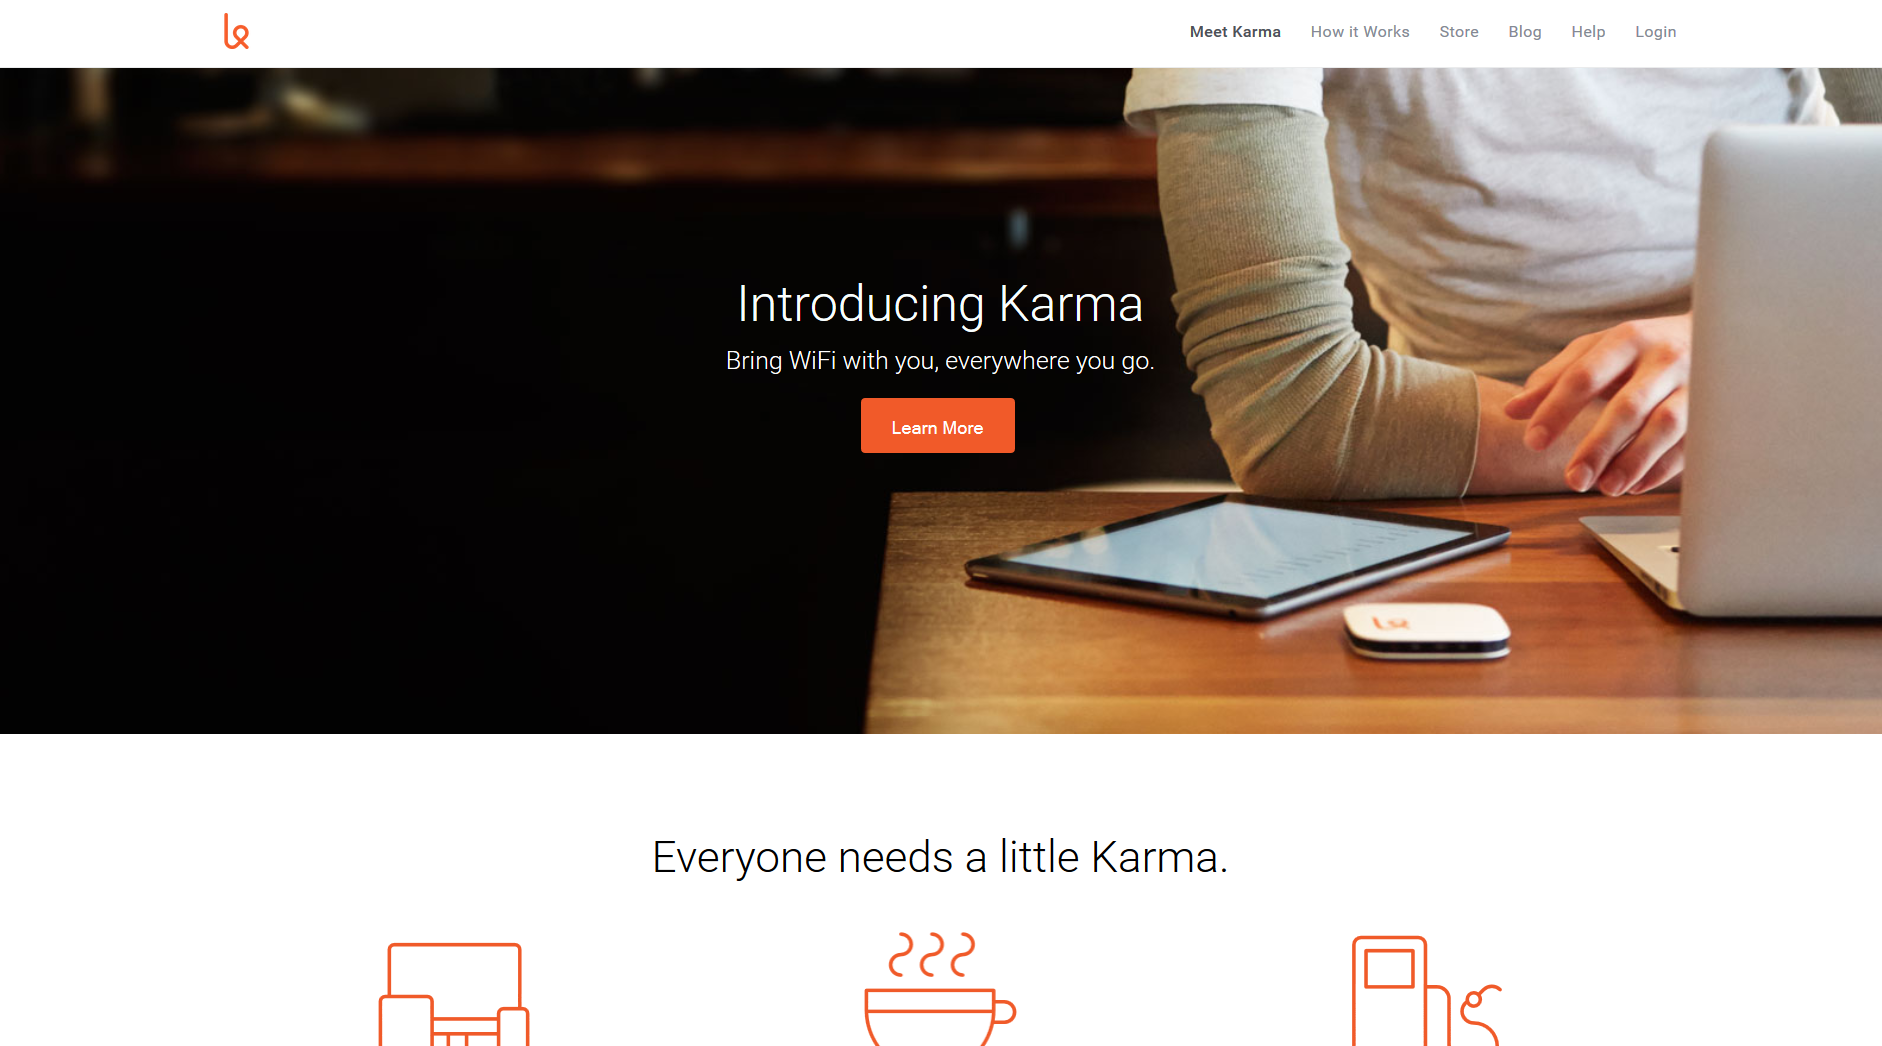 Meet Karma How it Works Store Blog Help Login
Introducing Karma
Bring WiFi with you, everywhere you go.
Learn More
Everyone needs a little Karma.